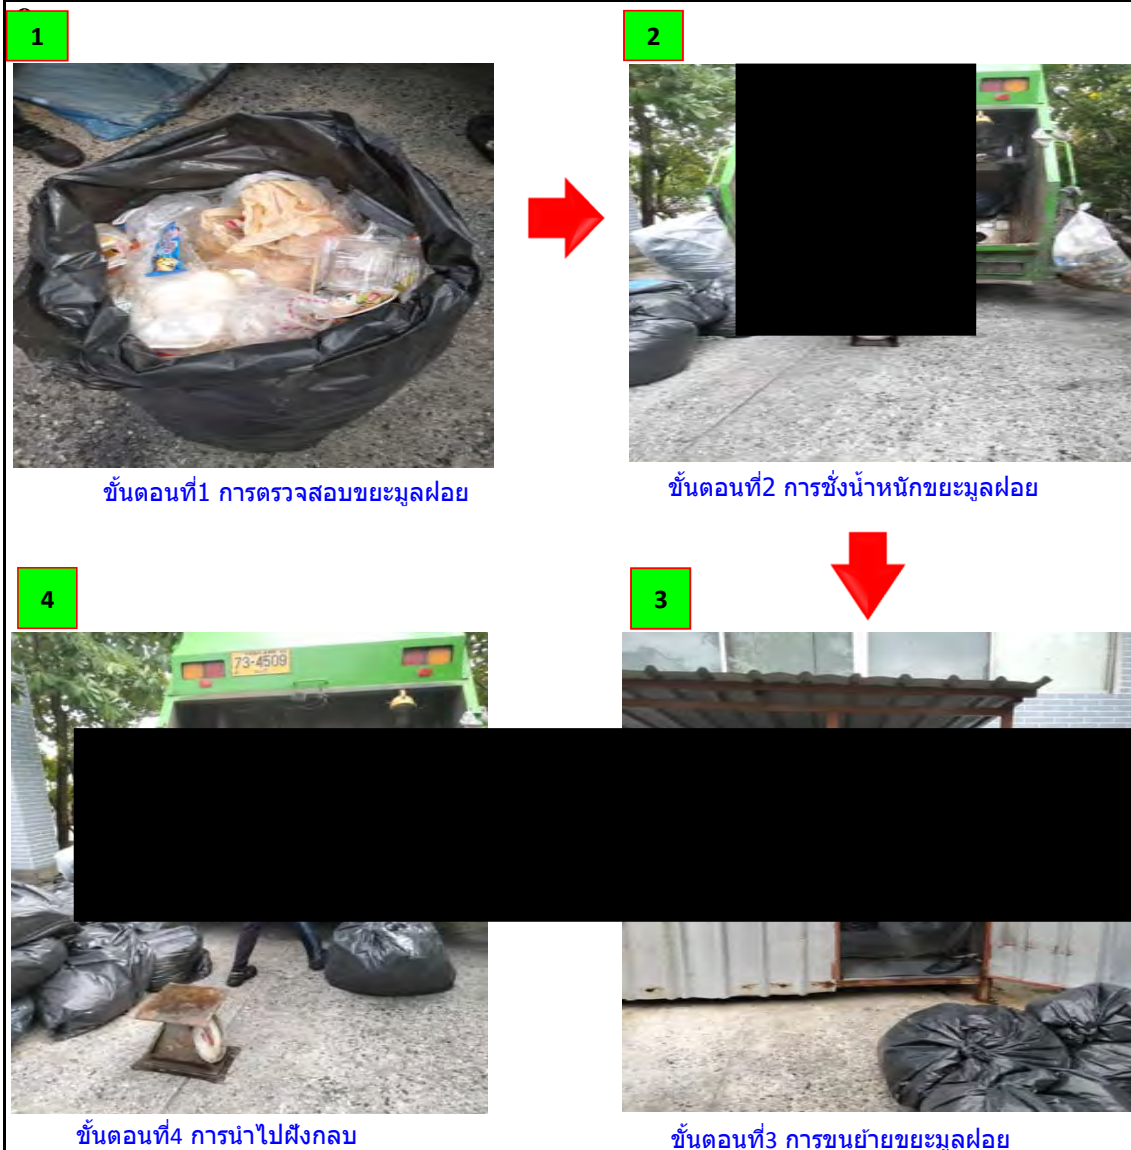 1
2
ขั้นตอนที่1 การตรวจสอบขยะมูลฝอย
ขั้นตอนที่2 การชั่งน้ำหนักขยะมูลฝอย
4
3
73-4509
ขั้นตอนที่4 การนำไปฝังกลบ
ขั้นตอนที่3 การขนย้ายขยะมูลฝอย